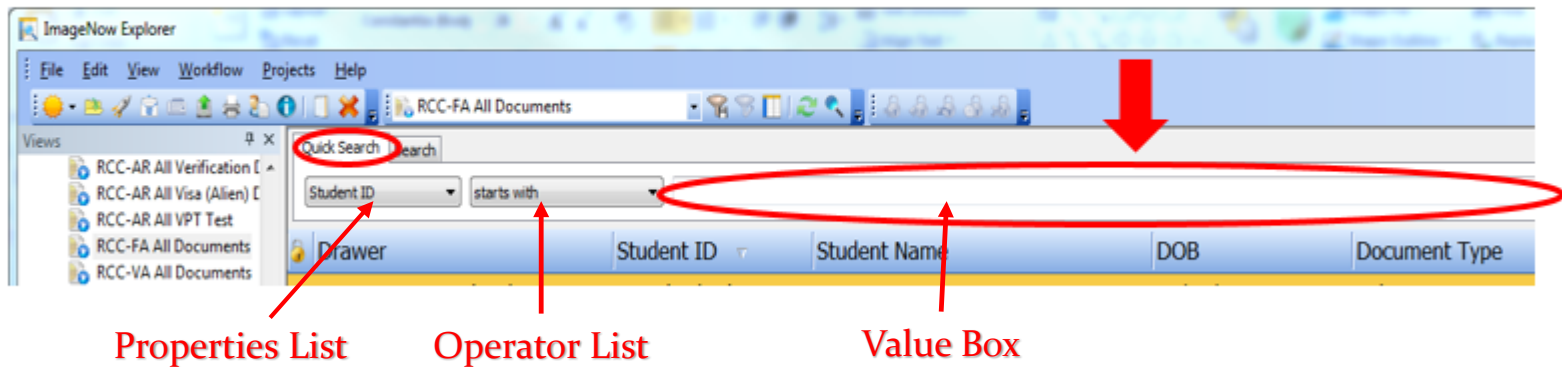 ImageNow Explorer
File Edit View Workflow Projects Help
RCC-FA All Documents
Views
Quick Search Search
RCC-AR All Verification D
RCC-AR All Visa (Alien) D
Student ID starts with
RCC-AR All VPT Test
RCC-FA All Documents
Drawer Student ID Student Name DOB Document Type
RCC-VA All Documents
Properties List Operator List Value Box